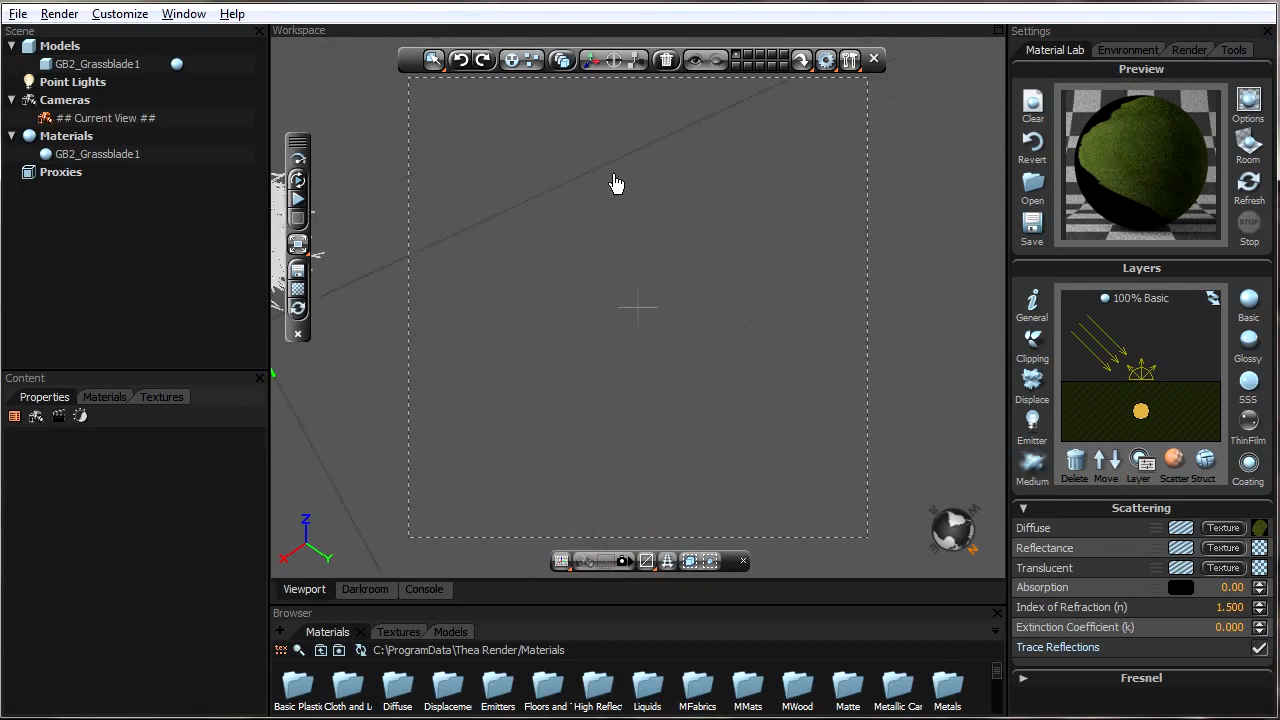 File Render Customize Window Help
Scene
Models
GB2_Grassblade1
Point Lights
Cameras
## Current View ##
Materials
GB2_Grassblade1
Proxies
Content
Properties Materials Textures
Workspace
Z
X
Y
N
E
S
W
Viewport Darkroom Console
Browser
Materials Textures Models
C:\ProgramData\Thea Render/Materials
Basic Plastic Cloth and L Diffuse Displaceme Emitters Floors and High Reflec Liquids MFabrics MMats MWood Matte Metallic Car Metals
Settings
Material Lab Environment Render Tools
Preview
Clear
Revert
Open
Save
Options
Room
Refresh
STOP
Stop
Layers
100% Basic
General
Clipping
Displace
Emitter
Medium
Basic
Glossy
SSS
ThinFilm
Coating
Delete Move Layer Scatter Struct
Scattering
Diffuse Texture
Reflectance Texture
Translucent Texture
Absorption 0.00
Index of Refraction (n) 1.500
Extinction Coefficient (k) 0.000
Trace Reflections
Fresnel